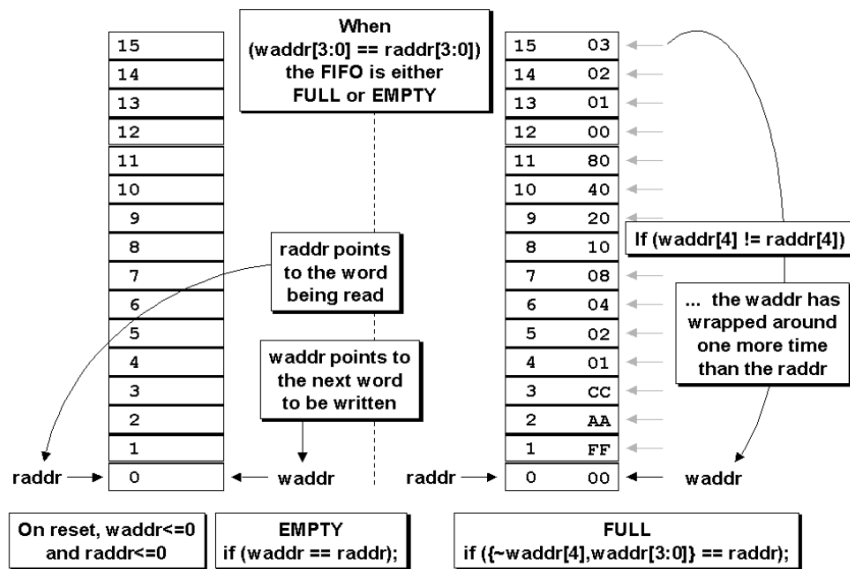 When
(waddr[3:0] == raddr[3:0])
the FIFO is either
FULL or EMPTY
15
14
13
12
11
10
9
8
7
6
5
4
3
2
1
0
raddr
waddr
raddr points
to the word
being read
waddr points to
the next word
to be written
15 03
14 02
13 01
12 00
11 80
10 40
9 20
8 10
7 08
6 04
5 02
4 01
3 CC
2 AA
1 FF
0 00
raddr
waddr
If (waddr[4] != raddr[4])
... the waddr has
wrapped around
one more time
than the raddr
On reset, waddr<=0
and raddr<=0
EMPTY
if (waddr == raddr);
FULL
if ({~waddr[4],waddr[3:0]} == raddr);